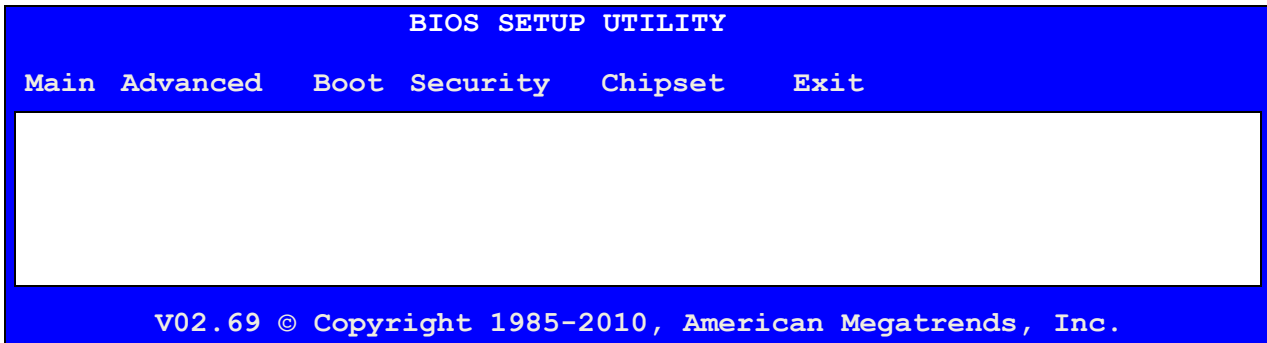 BIOS SETUP UTILITY
Main Advanced Boot Security Chipset Exit
V02.69 © Copyright 1985-2010, American Megatrends, Inc.